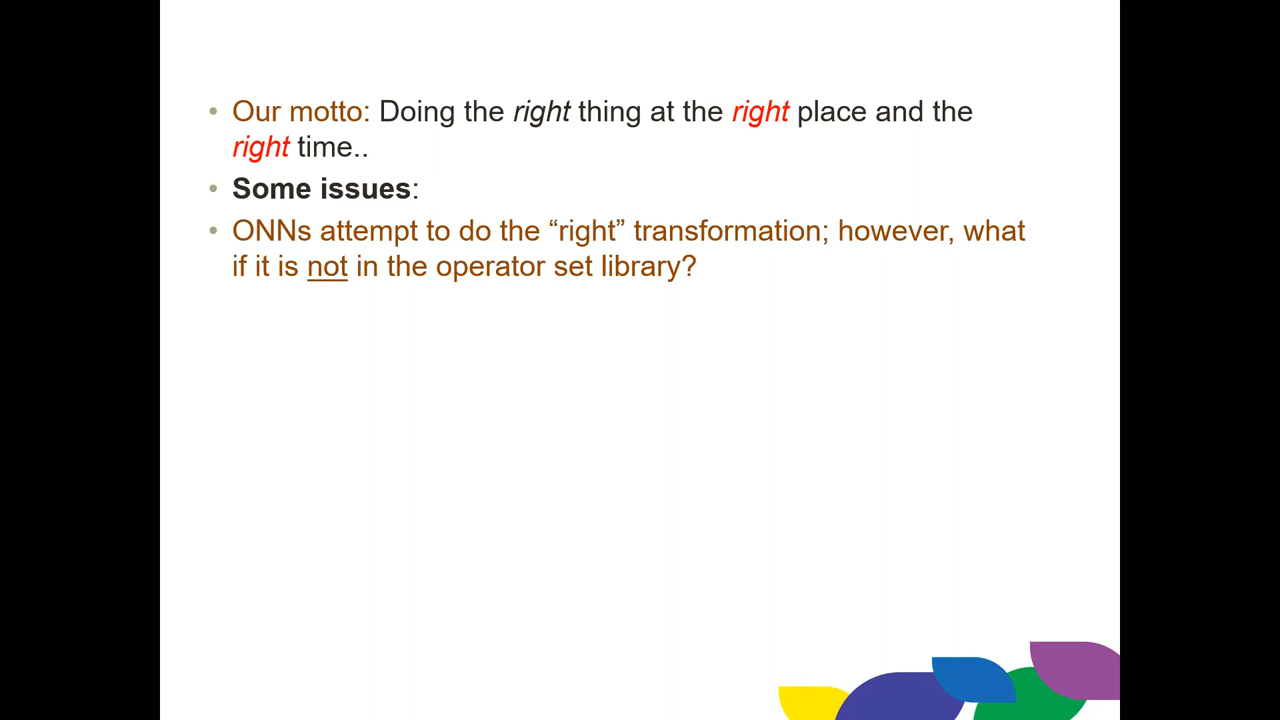 • Our motto: Doing the right thing at the right place and the
right time..
• Some issues:
• ONNs attempt to do the “right” transformation; however, what
if it is not in the operator set library?